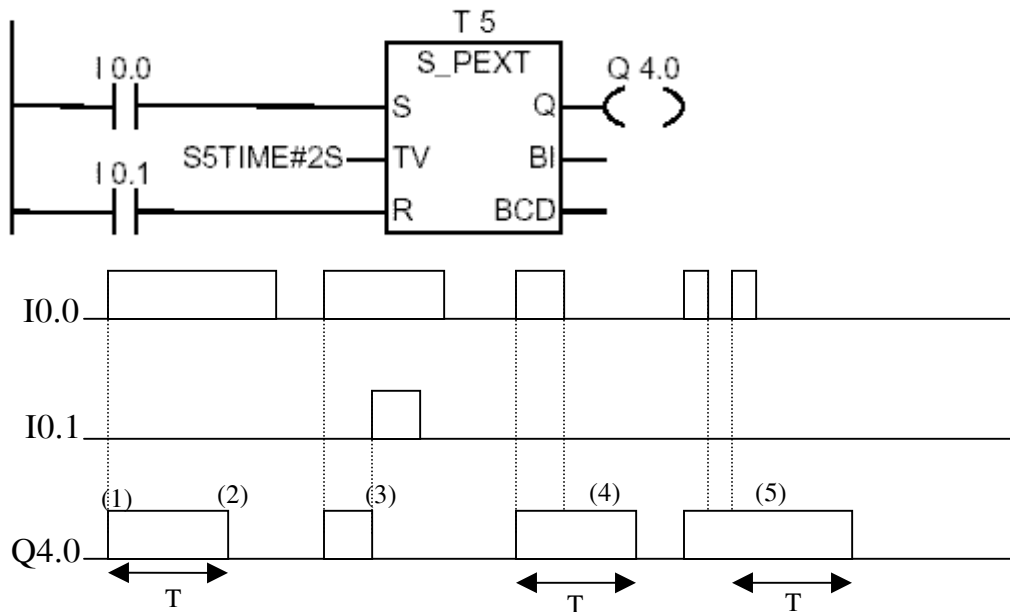 T 5
S_PEXT
I 0.0
Q 4.0
S Q
S5TIME#2S TV BI
I 0.1
R BCD
I0.0
I0.1
(1) (2) (3) (4) (5)
Q4.0
T T T